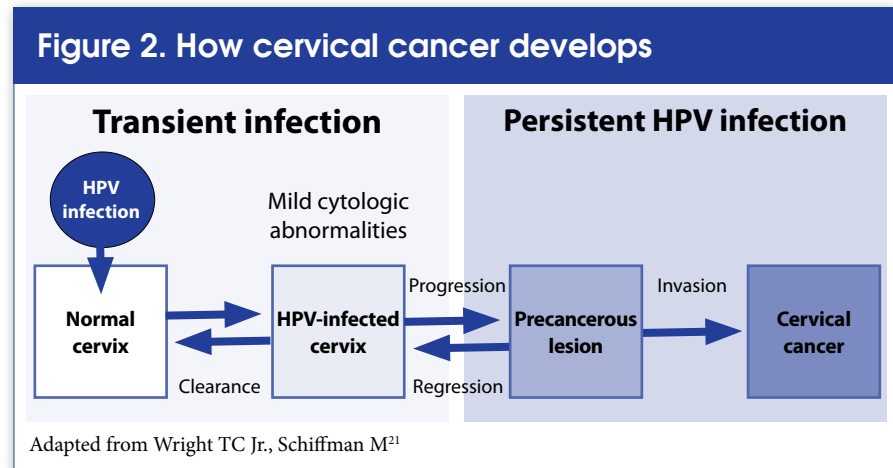 Figure 2. How cervical cancer develops
Transient infection
Persistent HPV infection
HPV
infection
Mild cytologic
abnormalities
Normal
cervix
Clearance
HPV-infected
cervix
Progression
Regression
Precancerous
lesion
Invasion
Cervical
cancer
Adapted from Wright TC Jr., Schiffman M21